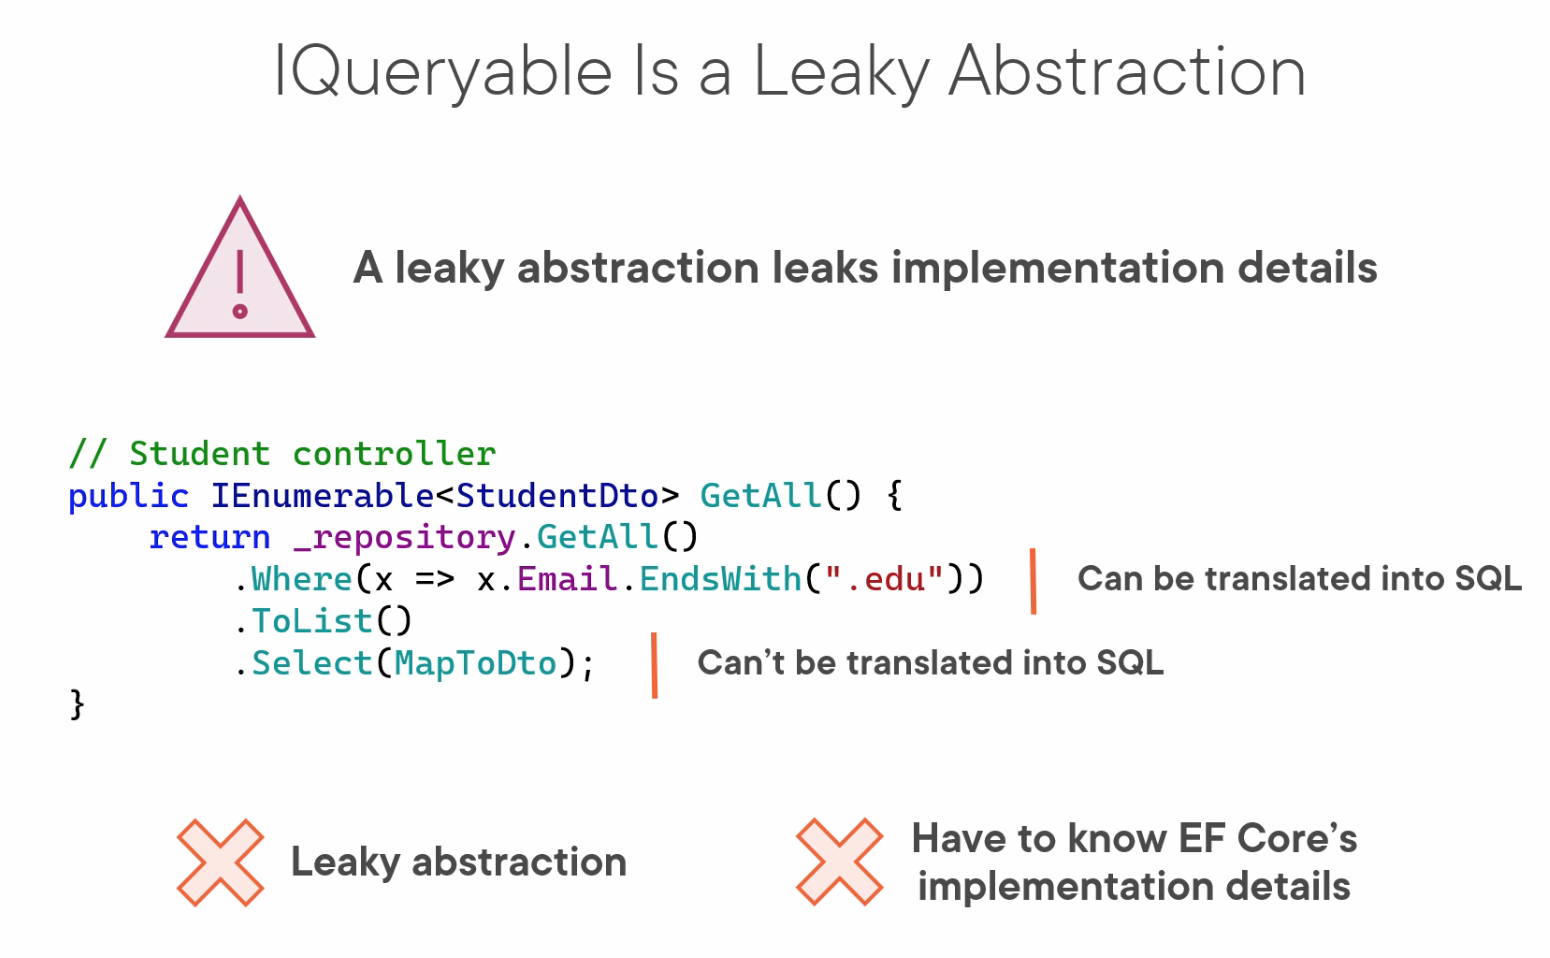 IQueryable Is a Leaky Abstraction
A leaky abstraction leaks implementation details
// Student controller
public IEnumerable<StudentDto> GetAll() {
    return _repository.GetAll()
        .Where(x => x.Email.EndsWith(".edu"))
Can be translated into SQL
        .ToList()
        .Select(MapToDto);
Can’t be translated into SQL
}
Leaky abstraction
Have to know EF Core’s
implementation details